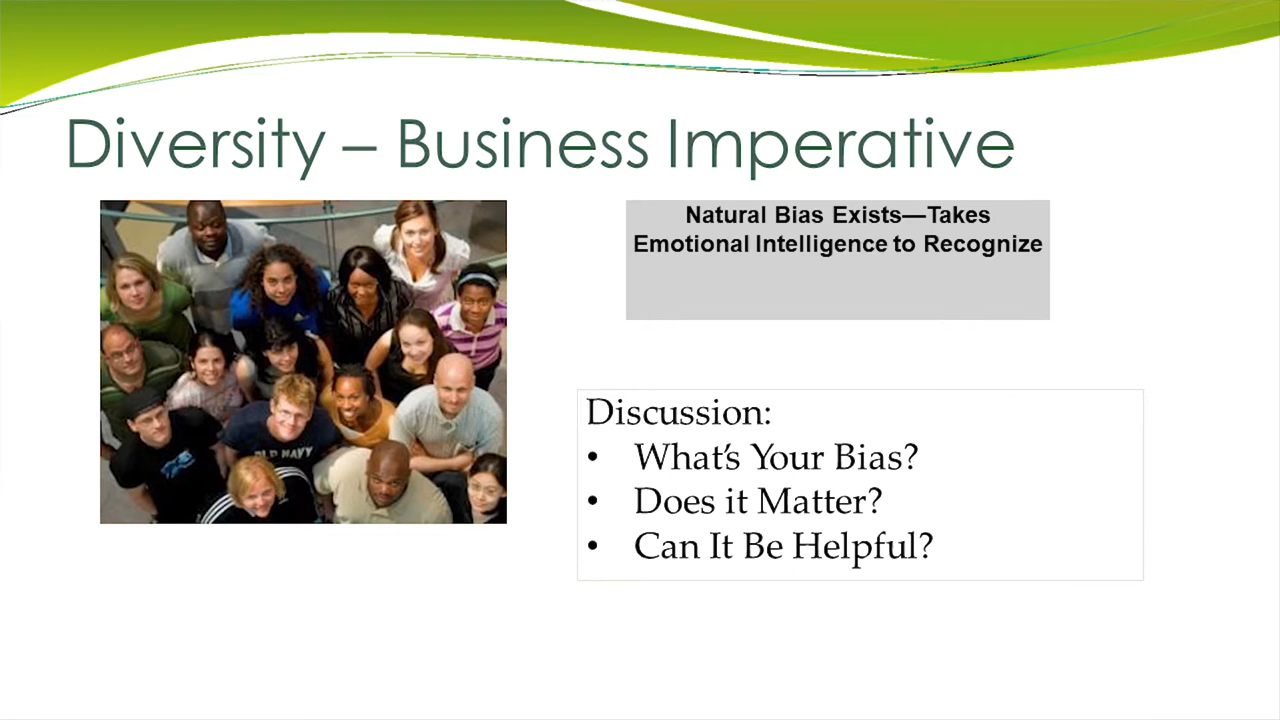 Diversity – Business Imperative
Natural Bias Exists—Takes
Emotional Intelligence to Recognize
OLD NAVY
Discussion:
• What's Your Bias?
• Does it Matter?
• Can It Be Helpful?